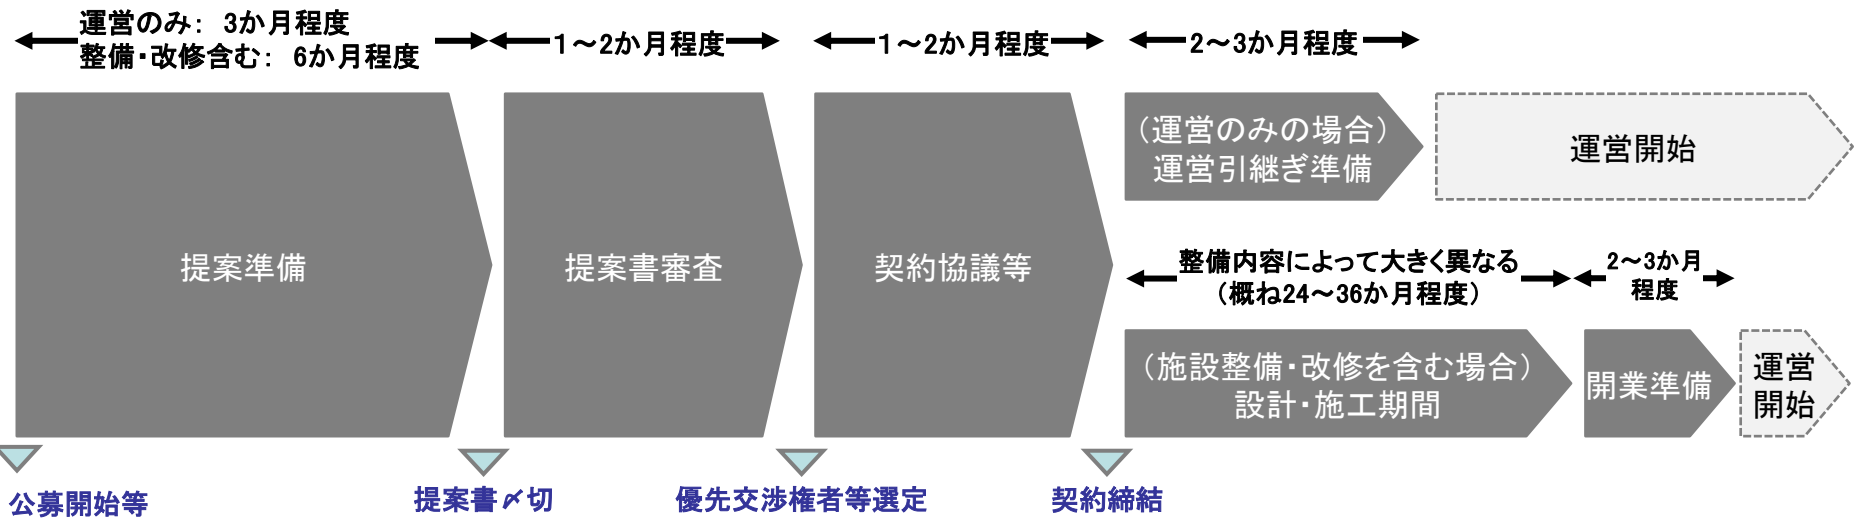 運営のみ： 3か月程度
整備・改修含む： 6か月程度
1～2か月程度
1～2か月程度
2～3か月程度
提案準備
提案書審査
契約協議等
（運営のみの場合）
運営引継ぎ準備
運営開始
整備内容によって大きく異なる
（概ね24～36か月程度）
2～3か月
程度
（施設整備・改修を含む場合）
設計・施工期間
開業準備
運営
開始
公募開始等
提案書〆切
優先交渉権者等選定
契約締結